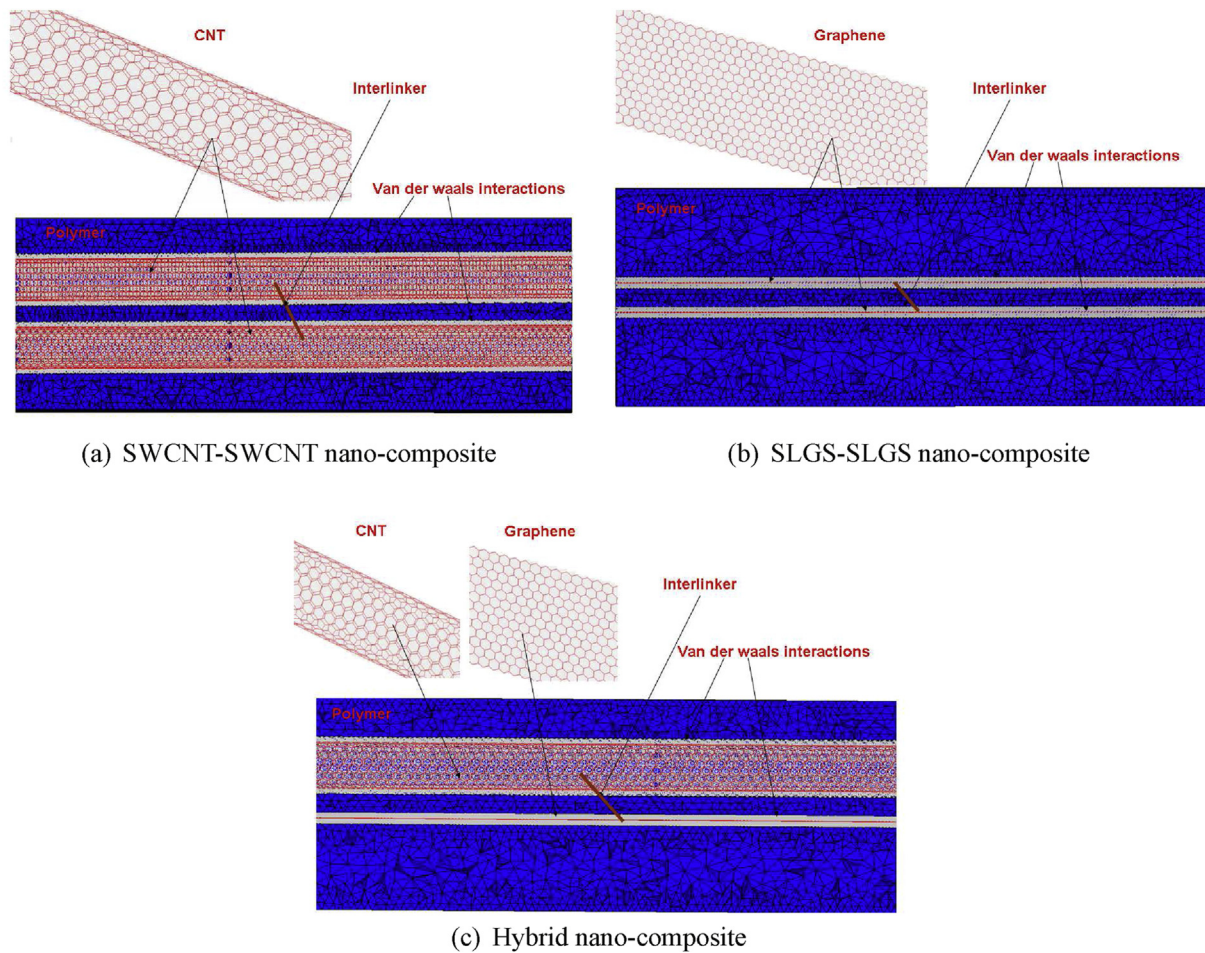 CNT
Interlinker
Van der waals interactions
Polymer
(a) SWCNT-SWCNT nano-composite
Graphene
Interlinker
Van der waals interactions
Polymer
(b) SLGS-SLGS nano-composite
CNT
Graphene
Interlinker
Van der waals interactions
Polymer
(c) Hybrid nano-composite